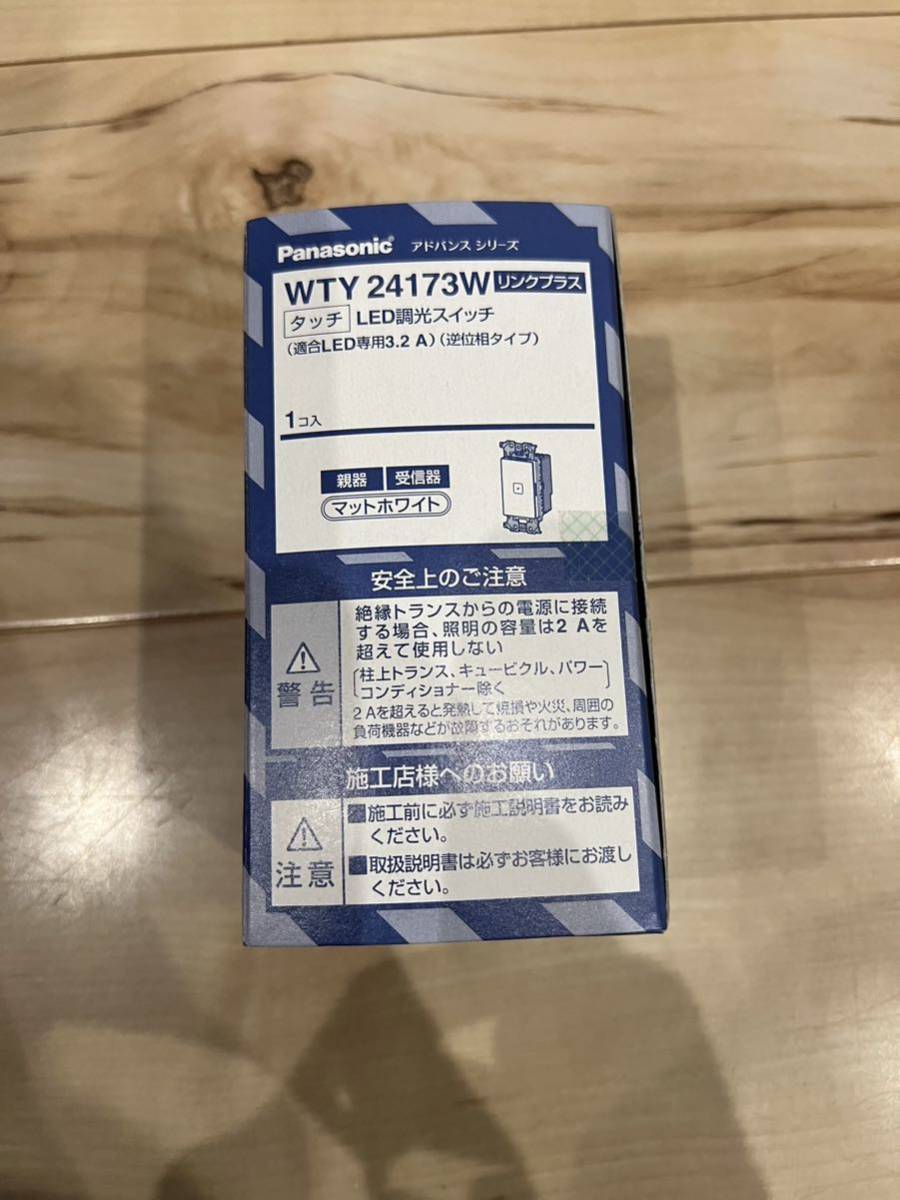 Panasonic アドバンス シリーズ
WTY 24173W リンクプラス
タッチ LED調光スイッチ
(適合LED専用3.2 A)(逆位相タイプ)
1コ入
親器 受信器
マットホワイト
安全上のご注意
警告
絶縁トランスからの電源に接続
する場合、照明の容量は2 Aを
超えて使用しない
柱上トランス、キュービクル、パワー
コンディショナー除く
2 Aを超えると発熱して焼損や火災、周囲の
負荷機器などが故障するおそれがあります。
施工店様へのお願い
注意
■施工前に必ず施工説明書をお読み
ください。
■取扱説明書は必ずお客様にお渡し
ください。